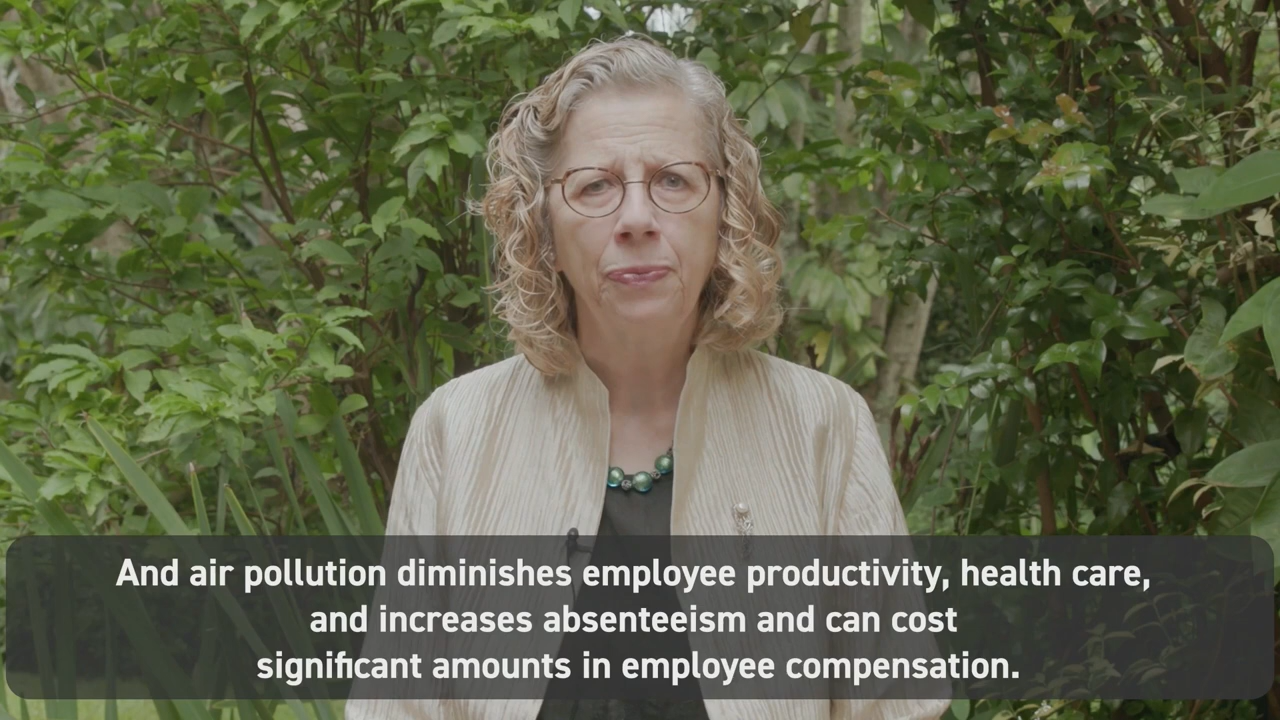 And air pollution diminishes employee productivity, health care,
and increases absenteeism and can cost
significant amounts in employee compensation.